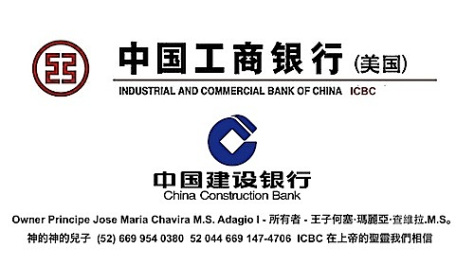 中国工商银行(美国)
INDUSTRIAL AND COMMERCIAL BANK OF CHINA ICBC
中国建设银行
China Construction Bank
Owner Principe Jose Maria Chavira M.S. Adagio I - 所有者 - 王子何塞·瑪麗亞·查維拉.M.S。
神的神的兒子 (52) 669 954 0380 52 044 669 147-4706 ICBC 在上帝的聖靈我們相信